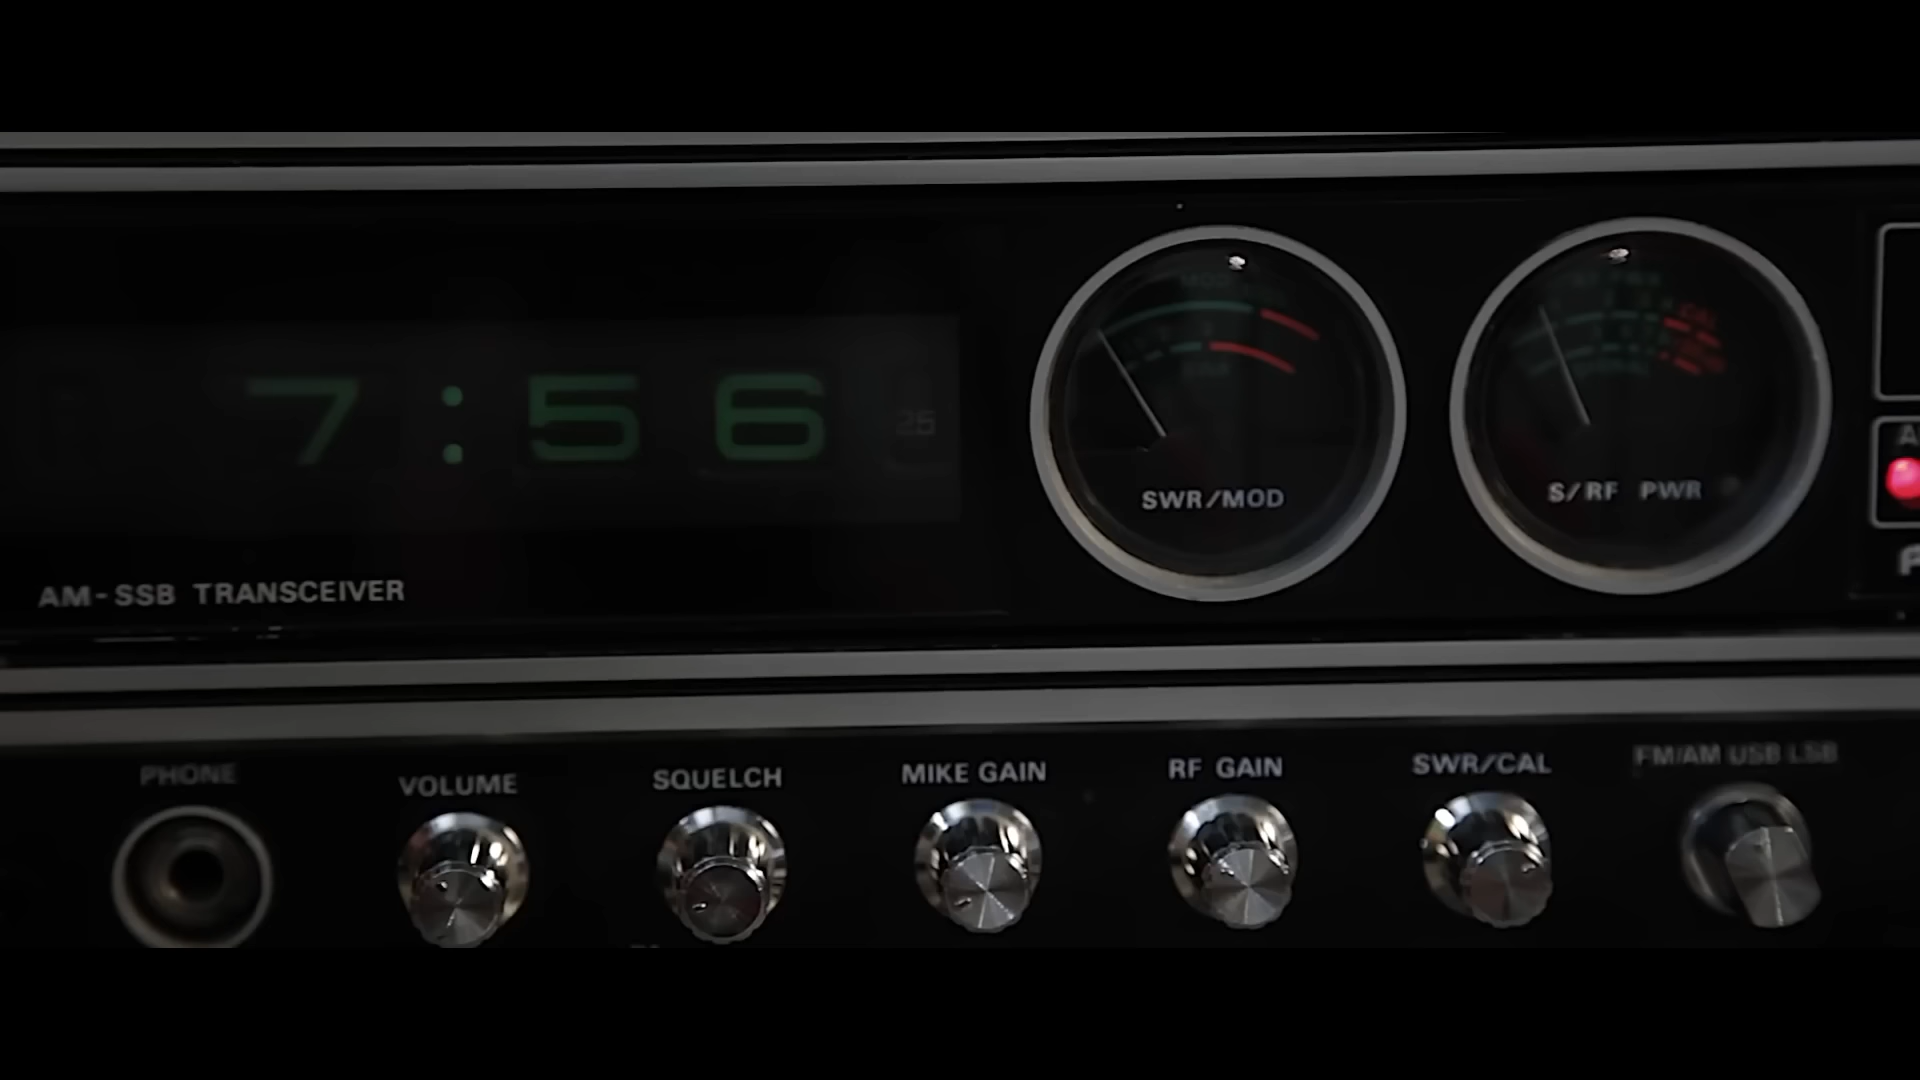 7:56
25
SWR/MOD
S/RF PWR
AM-SSB TRANSCEIVER
PHONE
VOLUME
SQUELCH
MIKE GAIN
RF GAIN
SWR/CAL
FM/AM USB LSB